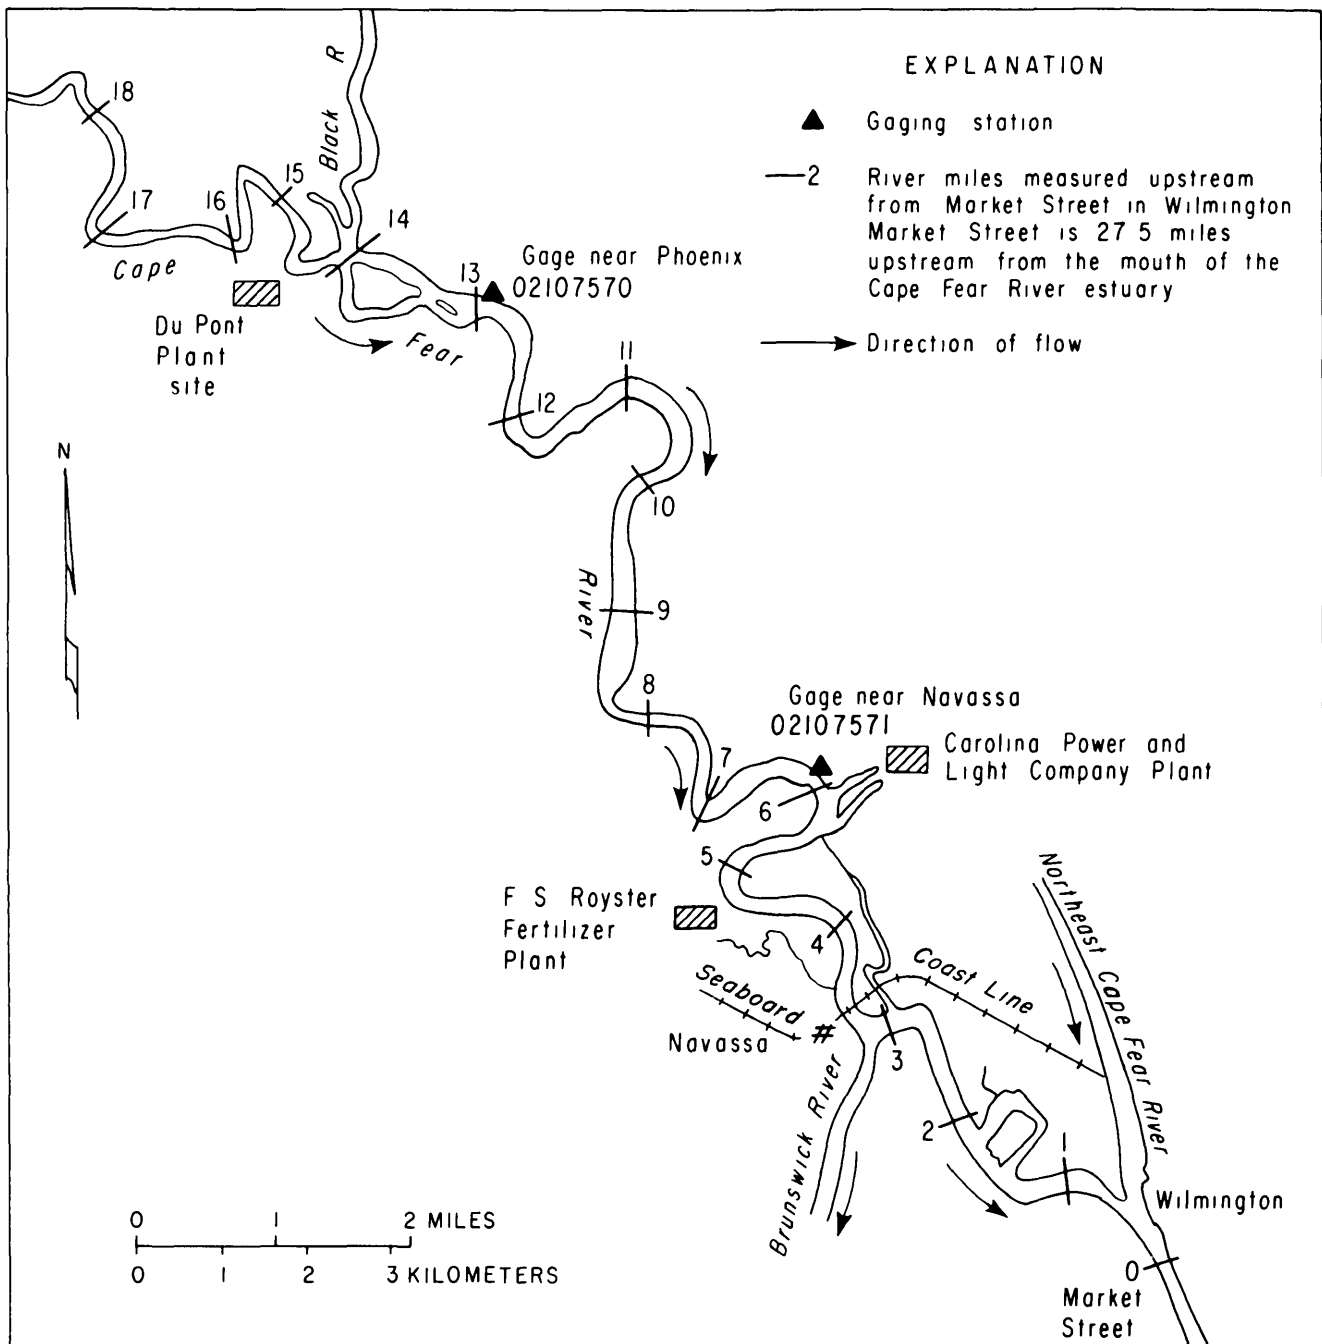 EXPLANATION
Gaging station
2
River miles measured upstream
from Market Street in Wilmington
Market Street is 27 5 miles
upstream from the mouth of the
Cape Fear River estuary
Direction of flow
Black R
18
17
16
15
14
13
Cape
Fear
River
Gage near Phoenix
02107570
Du Pont
Plant
site
12
11
10
N
9
8
7
Gage near Navassa
02107571
Carolina Power and
Light Company Plant
6
5
F S Royster
Fertilizer
Plant
4
Seaboard
Coast Line
Navassa
3
Northeast Cape Fear River
Brunswick River
2
1
Wilmington
0
Market
Street
0 1 2 MILES
0 1 2 3 KILOMETERS